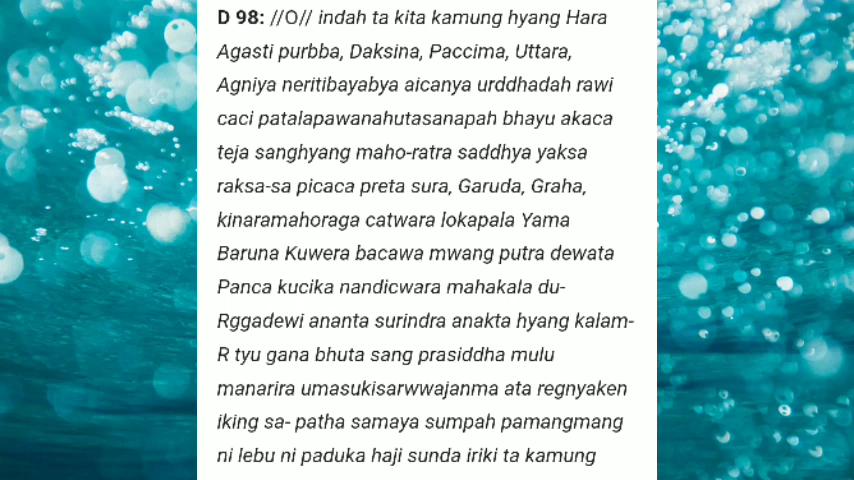 D 98: //O// indah ta kita kamung hyang Hara
Agasti purbba, Daksina, Paccima, Uttara,
Agniya neritibayabya aicanya urddhadah rawi
caci patalapawanahutasanapah bhayu akaca
teja sanghyang maho-ratra saddhya yaksa
raksa-sa picaca preta sura, Garuda, Graha,
kinaramahoraga catwara lokapala Yama
Baruna Kuwera bacawa mwang putra dewata
Panca kucika nandicwara mahakala du-
Rggadewi ananta surindra anakta hyang kalam-
R tyu gana bhuta sang prasiddha mulu
manarira umasukisarwwajanma ata regnyaken
iking sa- patha samaya sumpah pamangmang
ni lebu ni paduka haji sunda iriki ta kamung